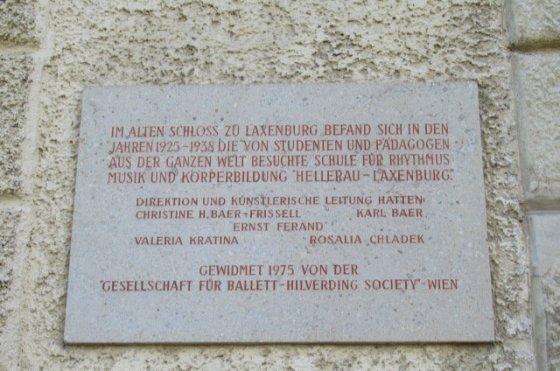 IM ALTEN SCHLOSS ZU LAXENBURG BEFAND SICH IN DEN
JAHREN 1925-1938 DIE VON STUDENTEN UND PÄDAGOGEN
AUS DER GANZEN WELT BESUCHTE SCHULE FÜR RHYTHMUS
MUSIK UND KÖRPERBILDUNG "HELLERAU-LAXENBURG"
DIREKTION UND KÜNSTLERISCHE LEITUNG HATTEN:
CHRISTINE H.BAER-FRISSELL KARL BAER
ERNST FERAND
VALERIA KRATINA ROSALIA CHLADEK
GEWIDMET 1975 VON DER
"GESELLSCHAFT FÜR BALLETT-HILVERDING SOCIETY"-WIEN